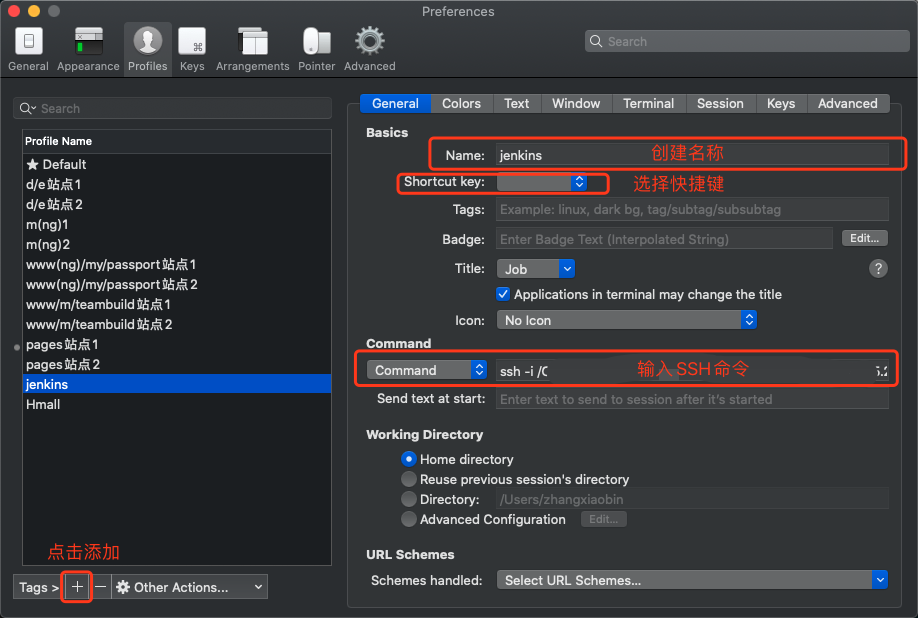 Preferences
Search
General Appearance Profiles Keys Arrangements Pointer Advanced
Search
Profile Name
★ Default
d/e站点1
d/e站点2
m(ng)1
m(ng)2
www(ng)/my/passport站点1
www(ng)/my/passport站点2
www/m/teambuild站点1
www/m/teambuild站点2
pages站点1
pages站点2
jenkins
Hmall
点击添加
Tags > + − Other Actions...
General Colors Text Window Terminal Session Keys Advanced
Basics
Name: jenkins 创建名称
Shortcut key: 选择快捷键
Tags: Example: linux, dark bg, tag/subtag/subsubtag
Badge: Enter Badge Text (Interpolated String) Edit...
Title: Job ?
Applications in terminal may change the title
Icon: No Icon
Command
Command ssh -i /C 输入SSH命令
Send text at start: Enter text to send to session after it's started
Working Directory
Home directory
Reuse previous session's directory
Directory: /Users/zhangxiaobin
Advanced Configuration Edit...
URL Schemes
Schemes handled: Select URL Schemes...